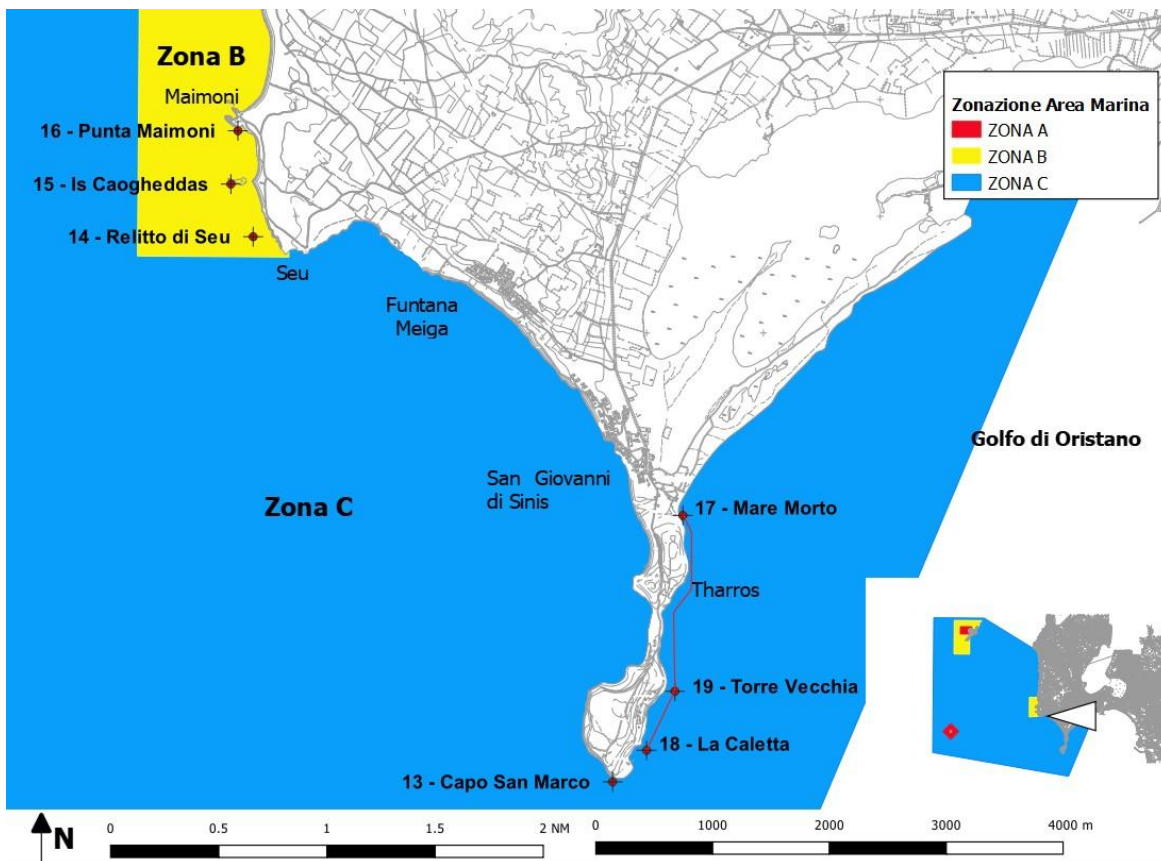 Zona B
Maimoni
16 - Punta Maimoni
15 - Is Caogheddas
14 - Relitto di Seu
Seu
Funtana
Meiga
Zonazione Area Marina
ZONA A
ZONA B
ZONA C
Golfo di Oristano
San Giovanni
di Sinis
Zona C
17 - Mare Morto
Tharros
19 - Torre Vecchia
18 - La Caletta
13 - Capo San Marco
N
0 0.5 1 1.5 2 NM
0 1000 2000 3000 4000 m